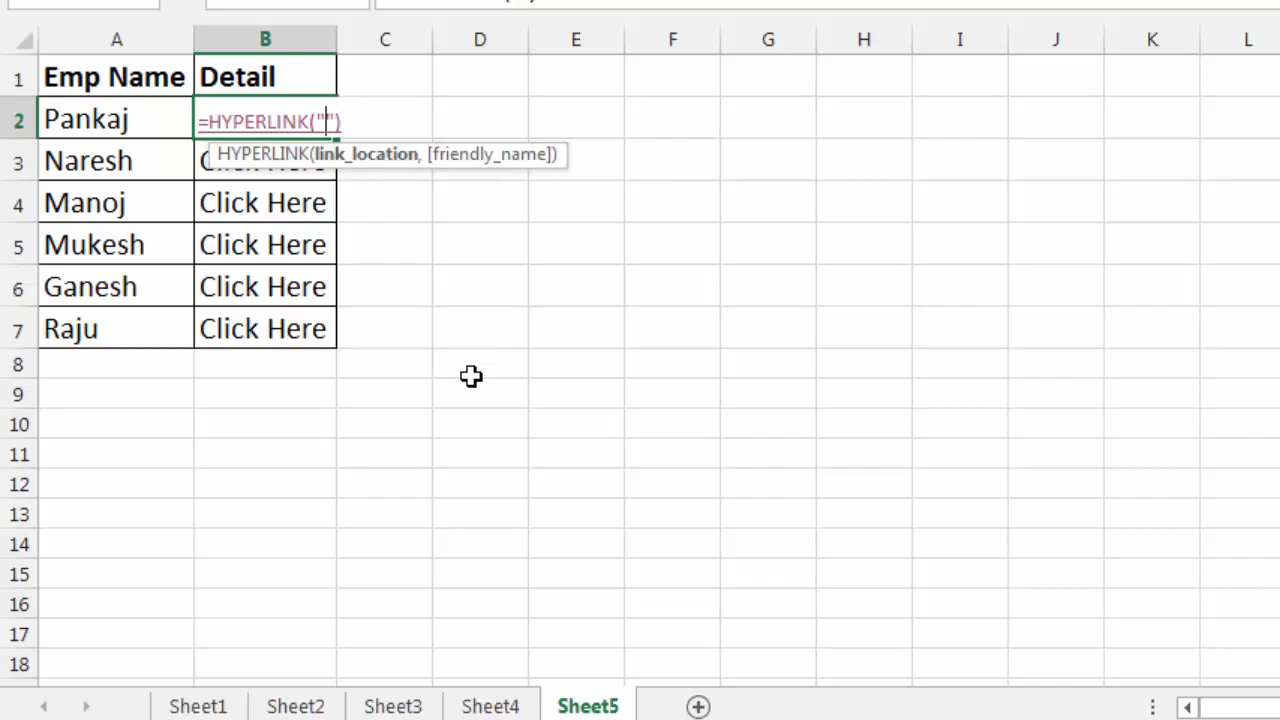 A B C D E F G H I J K L
1 Emp Name Detail
2 Pankaj =HYPERLINK("")
HYPERLINK(link_location, [friendly_name])
3 Naresh Click Here
4 Manoj Click Here
5 Mukesh Click Here
6 Ganesh Click Here
7 Raju Click Here
8
9
10
11
12
13
14
15
16
17
18
Sheet1 Sheet2 Sheet3 Sheet4 Sheet5